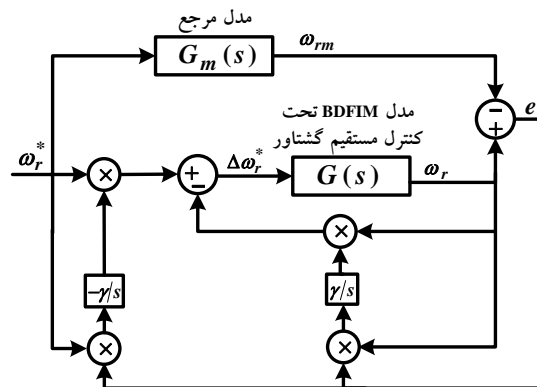 مدل مرجع
G_m(s)
ω_rm
-
+
e
مدل BDFIM تحت
کنترل مستقیم گشتاور
ω_r^*
×
+
-
Δω_r^*
G(s)
ω_r
×
-γ/s
γ/s
×
×